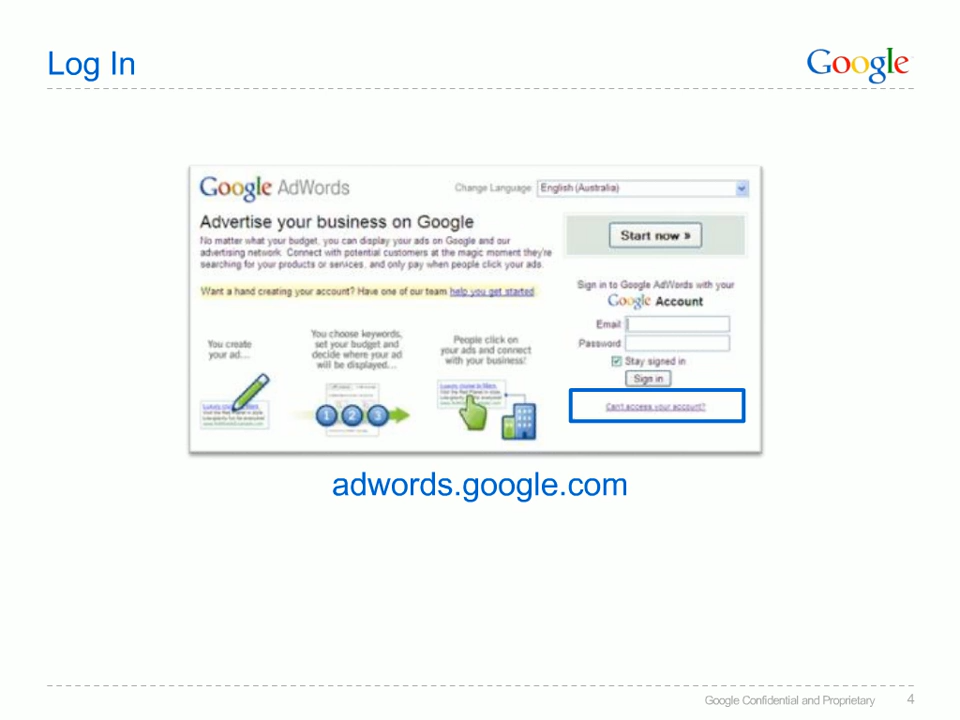 Log In
Google
Google AdWords
Change Language English (Australia)
Advertise your business on Google
No matter what your budget, you can display your ads on Google and our
advertising network. Connect with potential customers at the magic moment they're
searching for your products or services, and only pay when people click your ads.
Want a hand creating your account? Have one of our team help you get started
Start now »
Sign in to Google AdWords with your
Google Account
Email
Password
Stay signed in
Sign in
Can't access your account?
You create
your ad...
You choose keywords,
set your budget and
decide where your ad
will be displayed...
People click on
your ads and connect
with your business!
1 2 3
adwords.google.com
Google Confidential and Proprietary 4